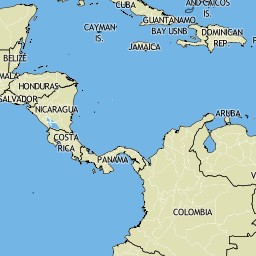 AND CAICOS
IS.
CUBA
CAYMAN
IS.
GUANTANAMO
BAY USNB
DOMINICAN
REP.
JAMAICA
BELIZE
MALA
HONDURAS
SALVADOR
NICARAGUA
ARUBA
COSTA
RICA
PANAMA
V
COLOMBIA